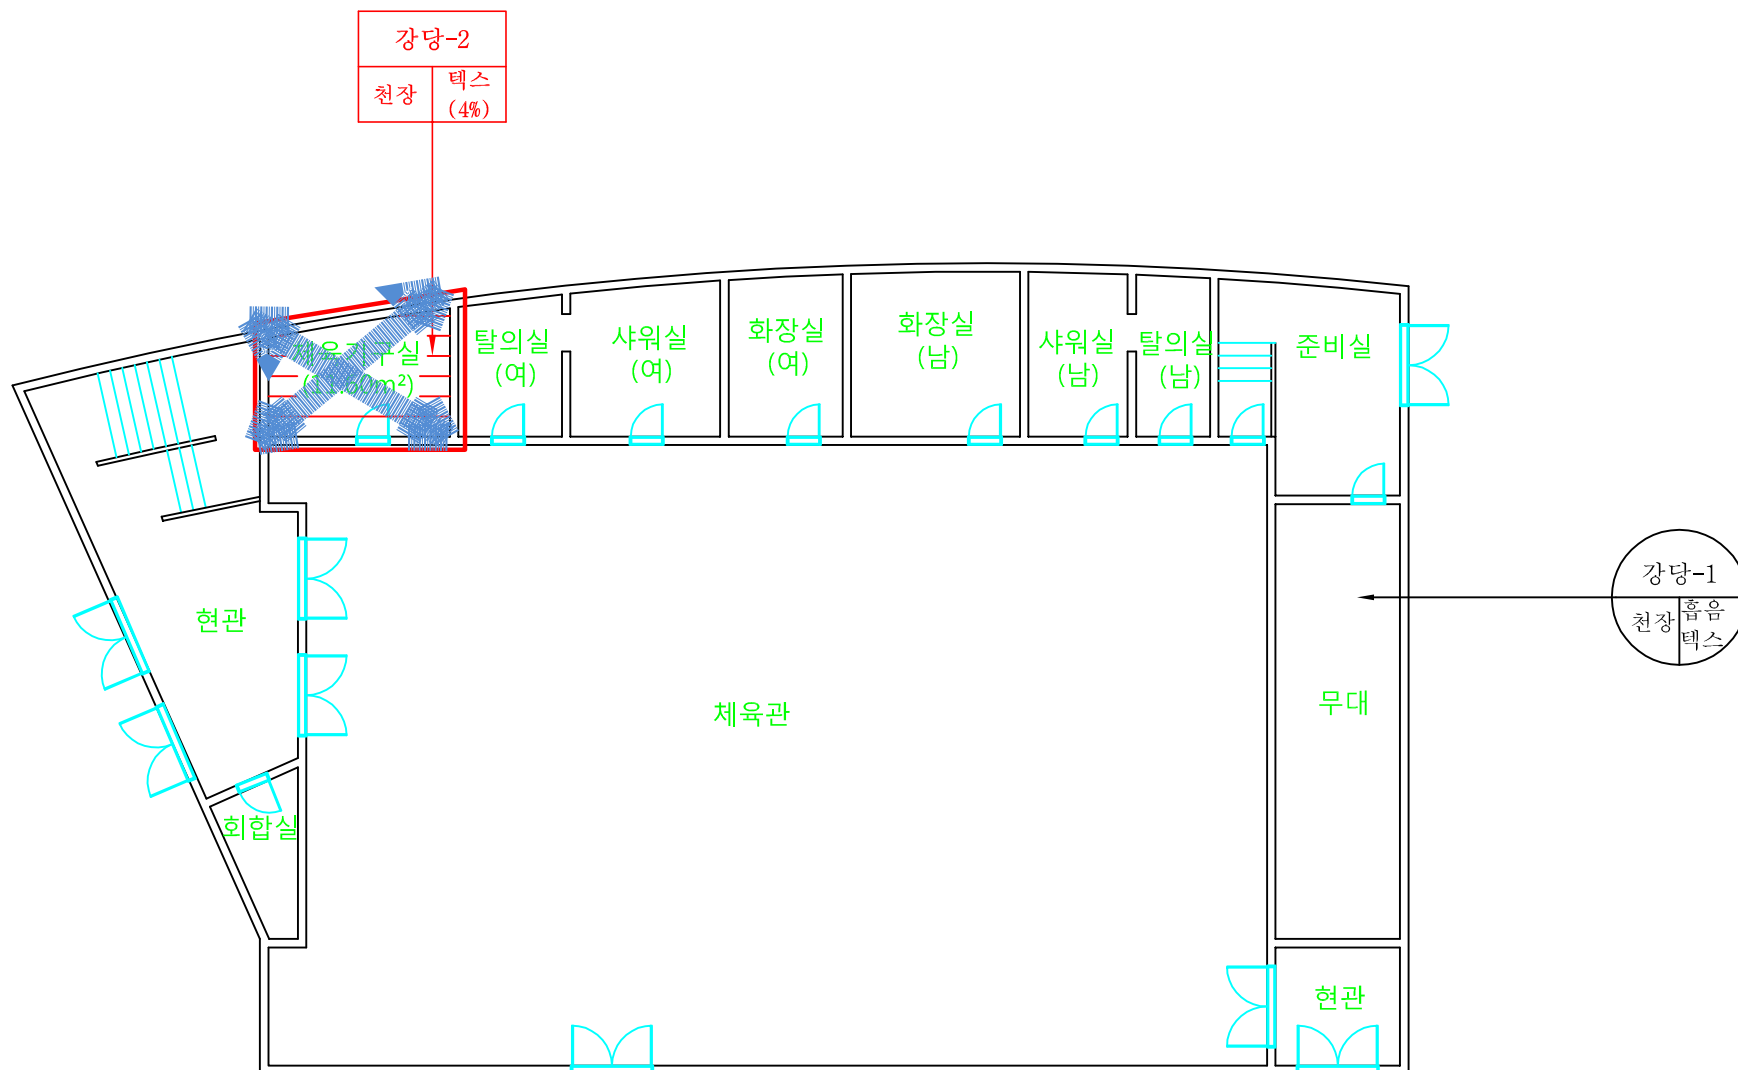 강당-2
천장
텍스
(4%)
탈의실
(여)
샤워실
(여)
화장실
(여)
화장실
(남)
샤워실
(남)
탈의실
(남)
준비실
현관
체육관
무대
강당-1
천장
흡음
텍스
회합실
현관